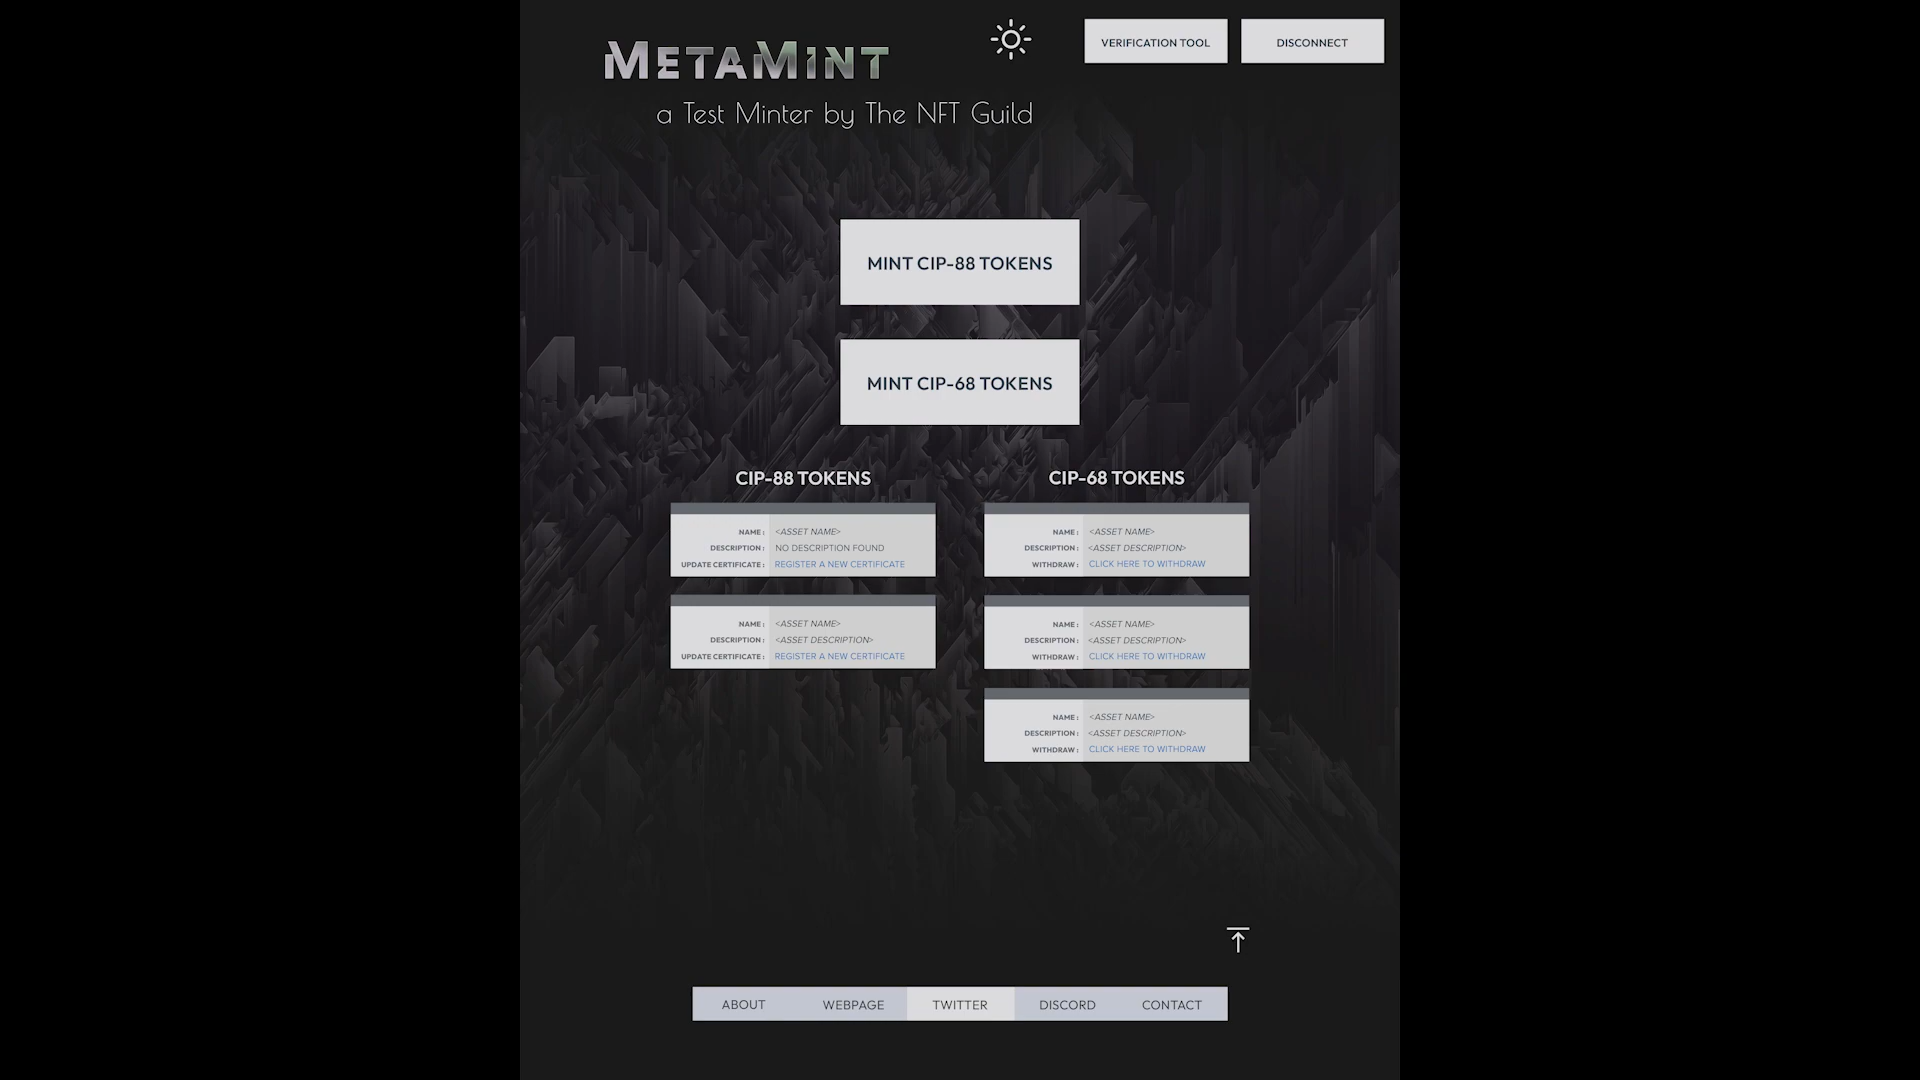 METAMINT
a Test Minter by The NFT Guild
VERIFICATION TOOL
DISCONNECT
MINT CIP-88 TOKENS
MINT CIP-68 TOKENS
CIP-88 TOKENS
NAME : <ASSET NAME>
DESCRIPTION : NO DESCRIPTION FOUND
UPDATE CERTIFICATE : REGISTER A NEW CERTIFICATE
NAME : <ASSET NAME>
DESCRIPTION : <ASSET DESCRIPTION>
UPDATE CERTIFICATE : REGISTER A NEW CERTIFICATE
CIP-68 TOKENS
NAME : <ASSET NAME>
DESCRIPTION : <ASSET DESCRIPTION>
WITHDRAW : CLICK HERE TO WITHDRAW
NAME : <ASSET NAME>
DESCRIPTION : <ASSET DESCRIPTION>
WITHDRAW : CLICK HERE TO WITHDRAW
NAME : <ASSET NAME>
DESCRIPTION : <ASSET DESCRIPTION>
WITHDRAW : CLICK HERE TO WITHDRAW
ABOUT WEBPAGE TWITTER DISCORD CONTACT